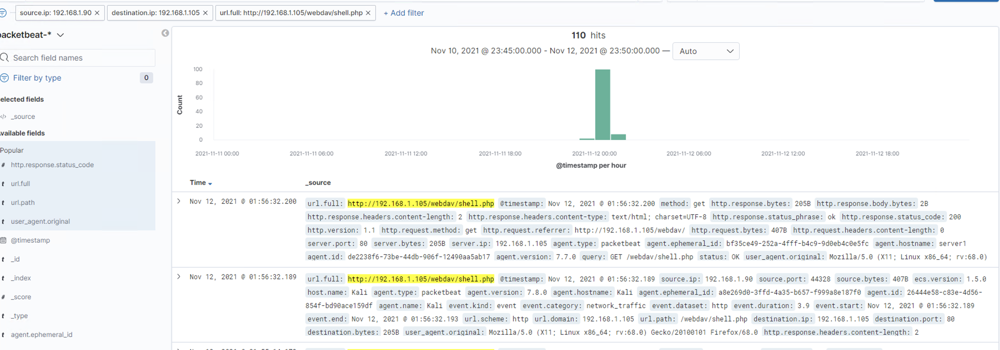 source.ip: 192.168.1.90 ×
destination.ip: 192.168.1.105 ×
url.full: http://192.168.1.105/webdav/shell.php ×
+ Add filter
packetbeat-*
Search field names
Filter by type 0
Selected fields
</> _source
Available fields
Popular
# http.response.status_code
t url.full
t url.path
t user_agent.original
@timestamp
t _id
t _index
# _score
t _type
t agent.ephemeral_id
110 hits
Nov 10, 2021 @ 23:45:00.000 - Nov 12, 2021 @ 23:50:00.000 — Auto
Count
100
80
60
40
20
0
2021-11-11 00:00 2021-11-11 06:00 2021-11-11 12:00 2021-11-11 18:00 2021-11-12 00:00 2021-11-12 06:00 2021-11-12 12:00 2021-11-12 18:00
@timestamp per hour
Time _source
Nov 12, 2021 @ 01:56:32.200
url.full: http://192.168.1.105/webdav/shell.php @timestamp: Nov 12, 2021 @ 01:56:32.200 method: get http.response.bytes: 205B http.response.body.bytes: 2B
http.response.headers.content-length: 2 http.response.headers.content-type: text/html; charset=UTF-8 http.response.status_phrase: ok http.response.status_code: 200
http.version: 1.1 http.request.method: get http.request.referrer: http://192.168.1.105/webdav/ http.request.bytes: 407B http.request.headers.content-length: 0
server.port: 80 server.bytes: 205B server.ip: 192.168.1.105 agent.type: packetbeat agent.ephemeral_id: bf35ce49-252a-4fff-b4c9-9d0eb4c0e5fc agent.hostname: server1
agent.id: de2238f6-73be-44db-906f-12490aa5ab17 agent.version: 7.7.0 query: GET /webdav/shell.php status: OK user_agent.original: Mozilla/5.0 (X11; Linux x86_64; rv:68.0)
Nov 12, 2021 @ 01:56:32.189
url.full: http://192.168.1.105/webdav/shell.php @timestamp: Nov 12, 2021 @ 01:56:32.189 source.ip: 192.168.1.90 source.port: 44328 source.bytes: 407B ecs.version: 1.5.0
host.name: Kali agent.type: packetbeat agent.version: 7.8.0 agent.hostname: Kali agent.ephemeral_id: a8e269d0-3ffd-4a35-b657-f999a8e187f0 agent.id: 26444e58-c83e-4d56-
854f-bd90ace159df agent.name: Kali event.kind: event event.category: network_traffic event.dataset: http event.duration: 3.9 event.start: Nov 12, 2021 @ 01:56:32.189
event.end: Nov 12, 2021 @ 01:56:32.193 url.scheme: http url.domain: 192.168.1.105 url.path: /webdav/shell.php destination.ip: 192.168.1.105 destination.port: 80
destination.bytes: 205B user_agent.original: Mozilla/5.0 (X11; Linux x86_64; rv:68.0) Gecko/20100101 Firefox/68.0 http.response.headers.content-length: 2